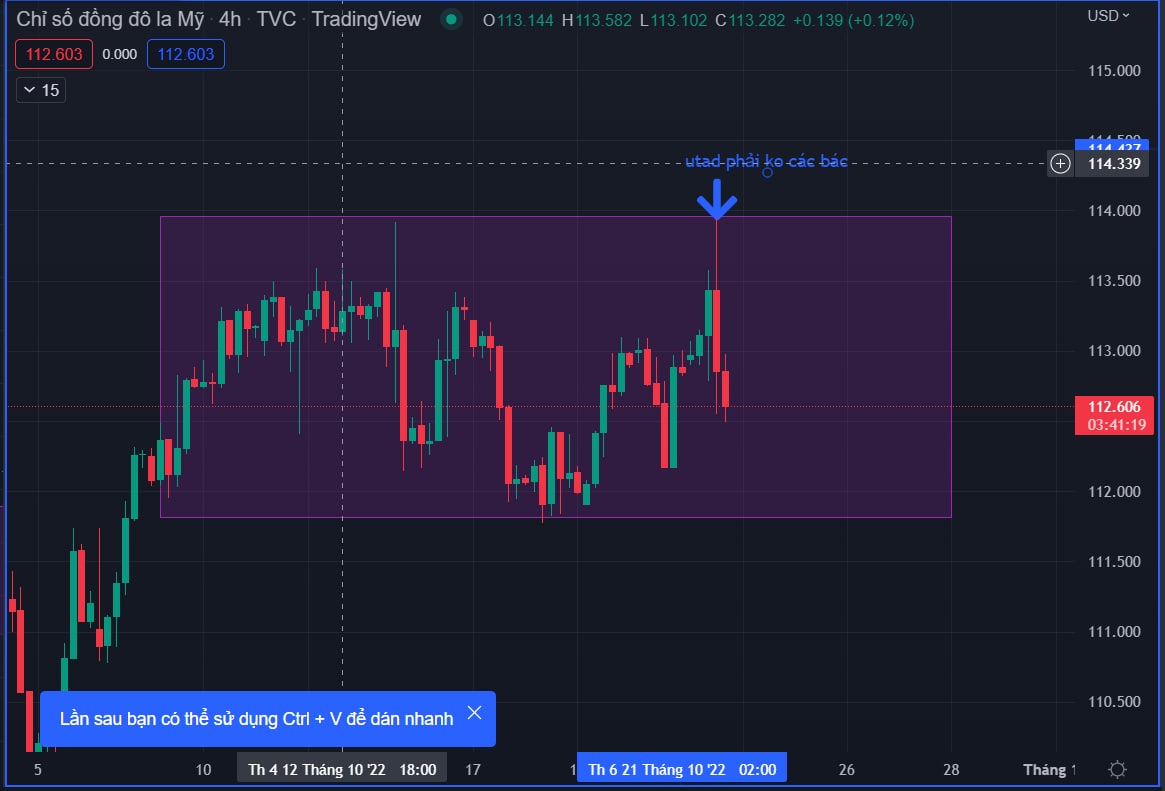 Chỉ số đồng đô la Mỹ · 4h · TVC · TradingView O113.144 H113.582 L113.102 C113.282 +0.139 (+0.12%) USD
112.603 0.000 112.603
15
115.000
114.500
114.427
utad phải ko các bác
114.339
114.000
113.500
113.000
112.606
03:41:19
112.000
111.500
111.000
110.500
Lần sau bạn có thể sử dụng Ctrl + V để dán nhanh
5 10 Th 4 12 Tháng 10 '22 18:00 17 Th 6 21 Tháng 10 '22 02:00 26 28 Tháng 1